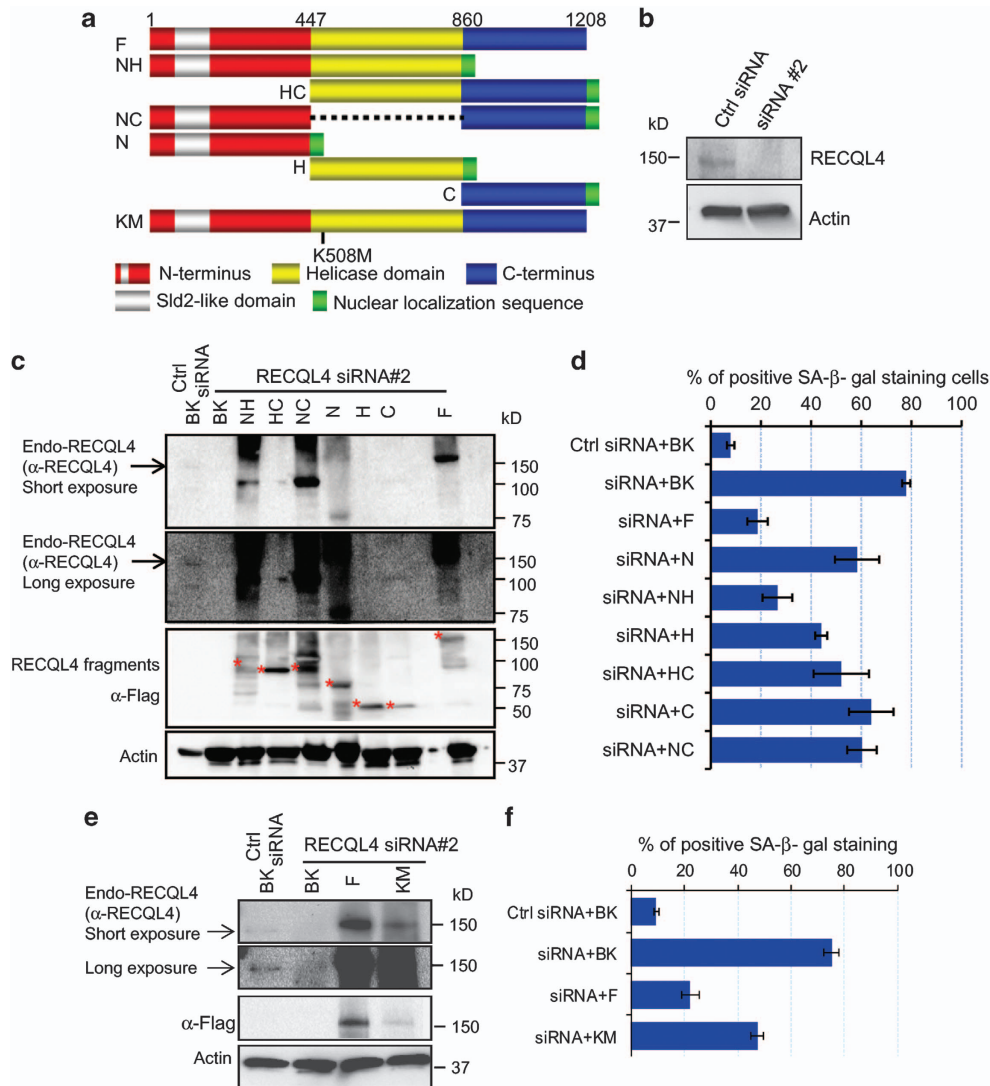 a
1 447 860 1208
F
NH
HC
NC
N
H
C
KM
K508M
N-terminus Helicase domain C-terminus
Sld2-like domain Nuclear localization sequence
b
Ctrl siRNA
siRNA #2
kD
150
RECQL4
37
Actin
c
Ctrl
siRNA
RECQL4 siRNA#2
BK BK NH HC NC N H C F
kD
Endo-RECQL4
(α-RECQL4)
Short exposure
150
100
75
Endo-RECQL4
(α-RECQL4)
Long exposure
150
100
75
RECQL4 fragments
α-Flag
150
100
75
50
Actin
37
d
% of positive SA-β- gal staining cells
0 20 40 60 80 100
Ctrl siRNA+BK
siRNA+BK
siRNA+F
siRNA+N
siRNA+NH
siRNA+H
siRNA+HC
siRNA+C
siRNA+NC
e
Ctrl
siRNA
RECQL4 siRNA#2
BK BK F KM
kD
Endo-RECQL4
(α-RECQL4)
Short exposure
150
Long exposure
150
α-Flag
150
Actin
37
f
% of positive SA-β- gal staining
0 20 40 60 80 100
Ctrl siRNA+BK
siRNA+BK
siRNA+F
siRNA+KM